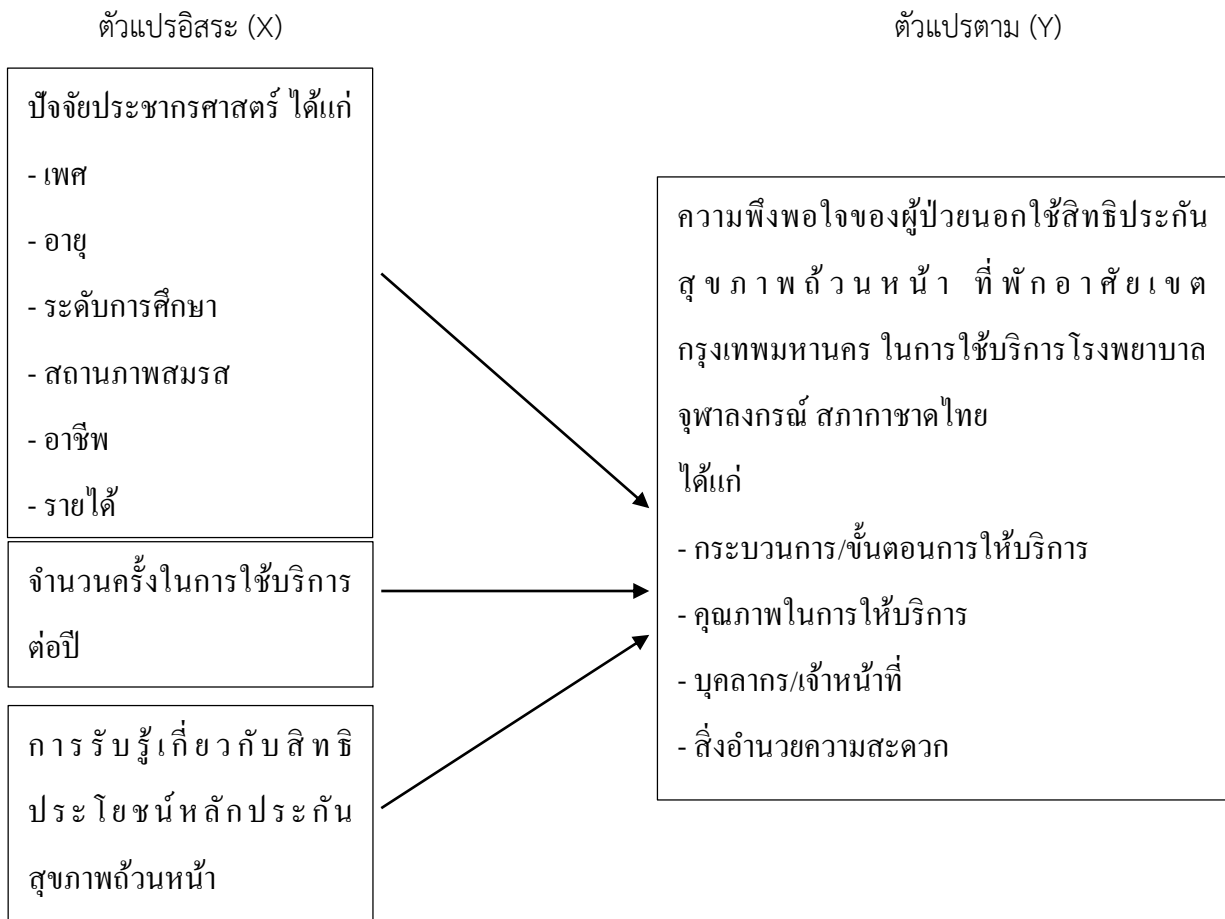 ตัวแปรอิสระ (X)
ตัวแปรตาม (Y)
ปัจจัยประชากรศาสตร์ ได้แก่
- เพศ
- อายุ
- ระดับการศึกษา
- สถานภาพสมรส
- อาชีพ
- รายได้
จำนวนครั้งในการใช้บริการ
ต่อปี
การรับรู้เกี่ยวกับสิทธิ
ประโยชน์หลักประกัน
สุขภาพถ้วนหน้า
ความพึงพอใจของผู้ป่วยนอกใช้สิทธิประกัน
สุขภาพถ้วนหน้า ที่พักอาศัยเขต
กรุงเทพมหานคร ในการใช้บริการโรงพยาบาล
จุฬาลงกรณ์ สภากาชาดไทย
ได้แก่
- กระบวนการ/ขั้นตอนการให้บริการ
- คุณภาพในการให้บริการ
- บุคลากร/เจ้าหน้าที่
- สิ่งอำนวยความสะดวก